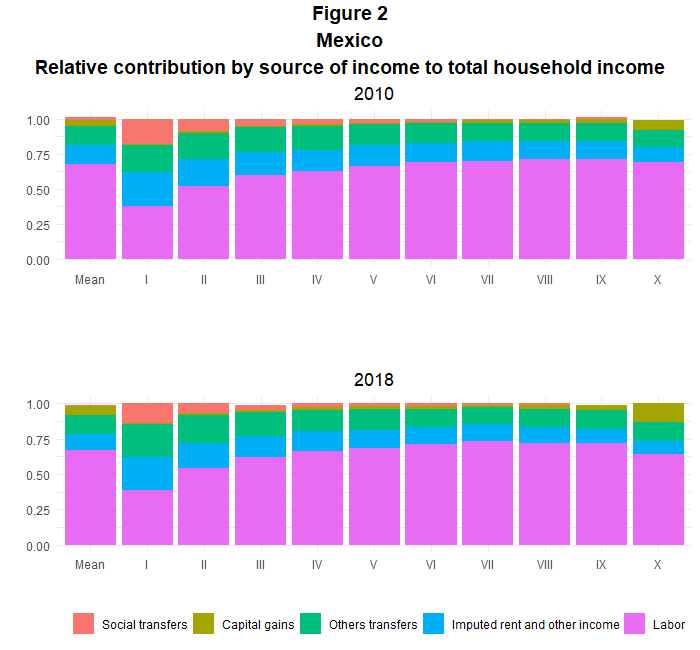 Figure 2
Mexico
Relative contribution by source of income to total household income
2010
1.00
0.75
0.50
0.25
0.00
Mean I II III IV V VI VII VIII IX X
2018
1.00
0.75
0.50
0.25
0.00
Mean I II III IV V VI VII VIII IX X
Social transfers Capital gains Others transfers Imputed rent and other income Labor